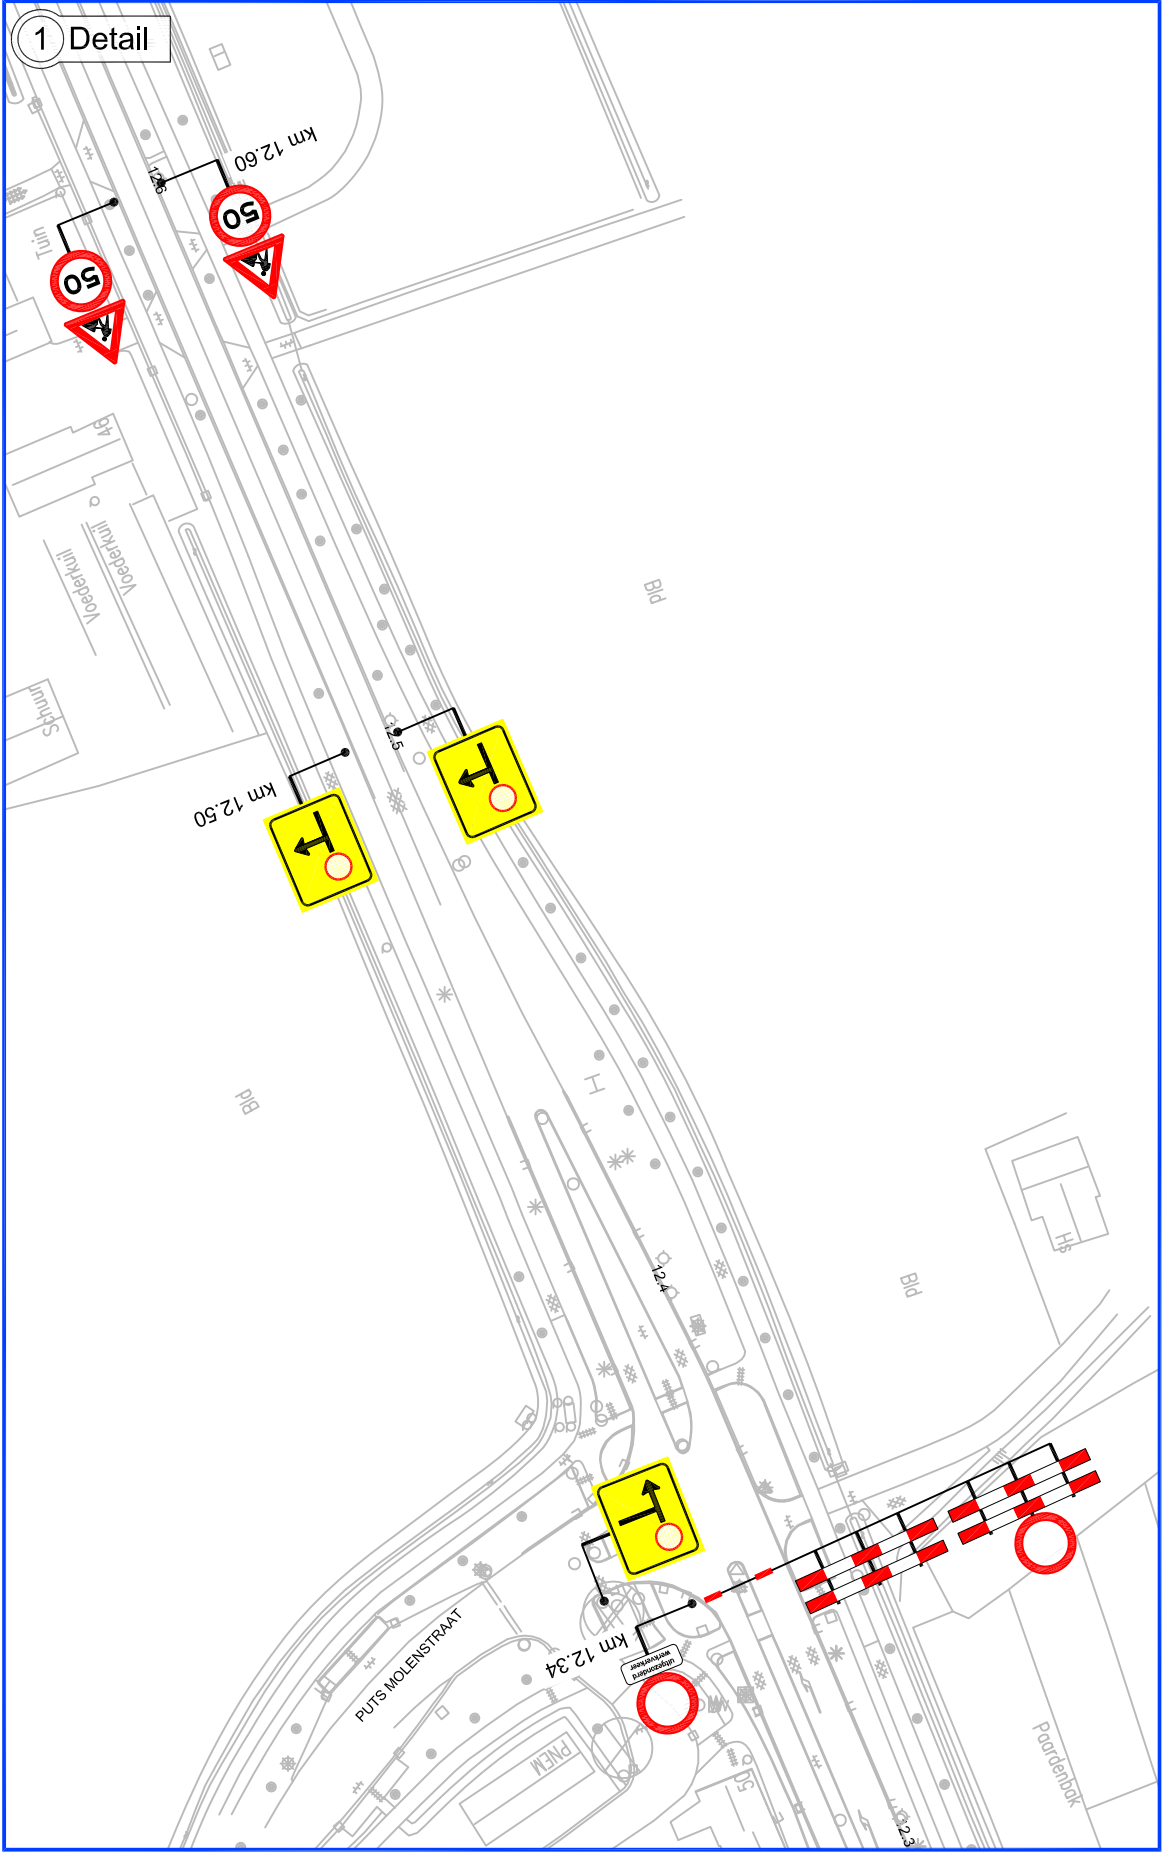 1 Detail
km 12.60
12.6
50
50
Tuin
46
Voederkuil
Voederkuil
Schuur
Bld
12.5
km 12.50
Bld
H
Hs
Bld
12.4
km 12.34
uitgezonderd
werkverkeer
PUTS MOLENSTRAAT
PNEM
50
Paardenbak
12.3